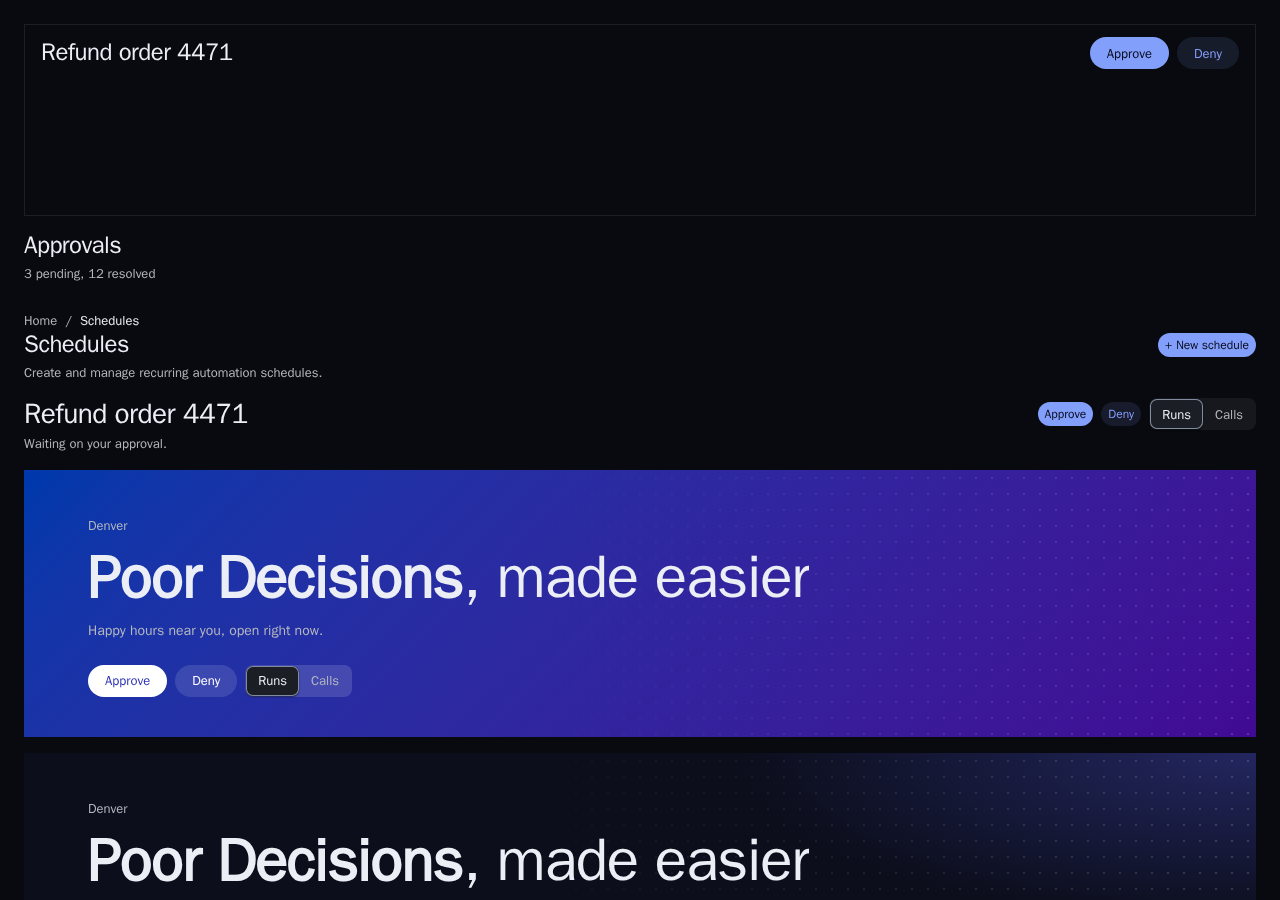 Refund order 4471
Approve
Deny
Approvals
3 pending, 12 resolved
Home / Schedules
Schedules
+ New schedule
Create and manage recurring automation schedules.
Refund order 4471
Approve
Deny
Runs
Calls
Waiting on your approval.
Denver
Poor Decisions, made easier
Happy hours near you, open right now.
Approve
Deny
Runs
Calls
Denver
Poor Decisions, made easier